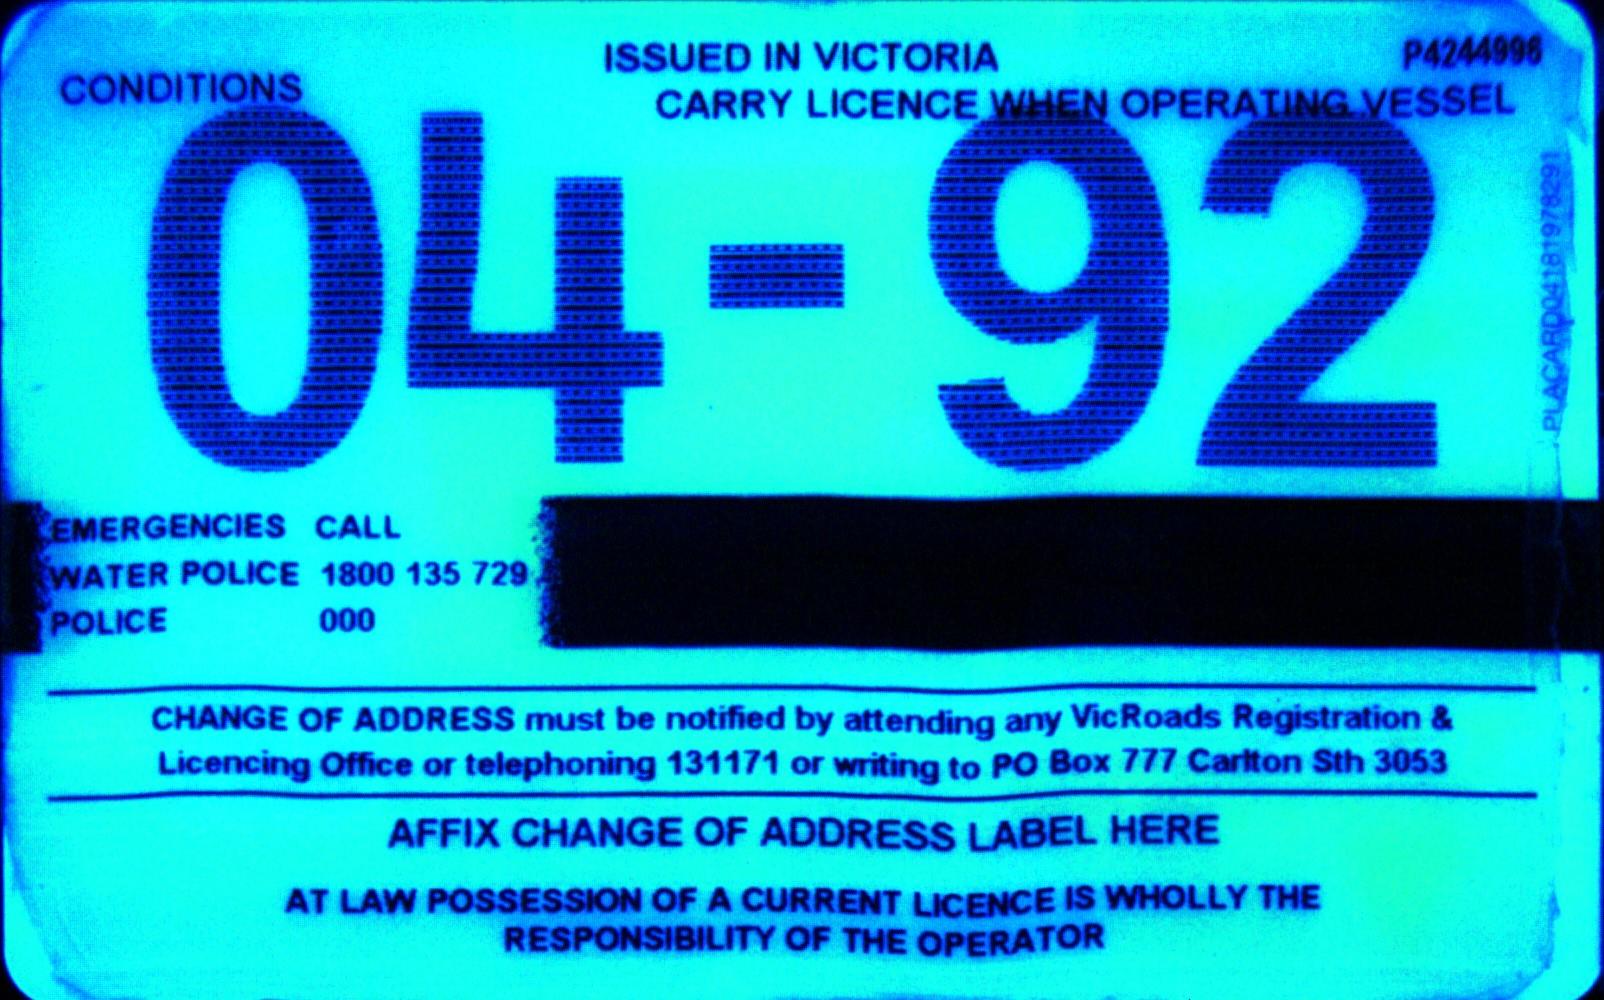 ISSUED IN VICTORIA
P4244996
CONDITIONS
CARRY LICENCE WHEN OPERATING VESSEL
04-92
PLACARD0418197829291
EMERGENCIES CALL
WATER POLICE 1800 135 729
POLICE 000
CHANGE OF ADDRESS must be notified by attending any VicRoads Registration &
Licencing Office or telephoning 131171 or writing to PO Box 777 Carlton Sth 3053
AFFIX CHANGE OF ADDRESS LABEL HERE
AT LAW POSSESSION OF A CURRENT LICENCE IS WHOLLY THE
RESPONSIBILITY OF THE OPERATOR